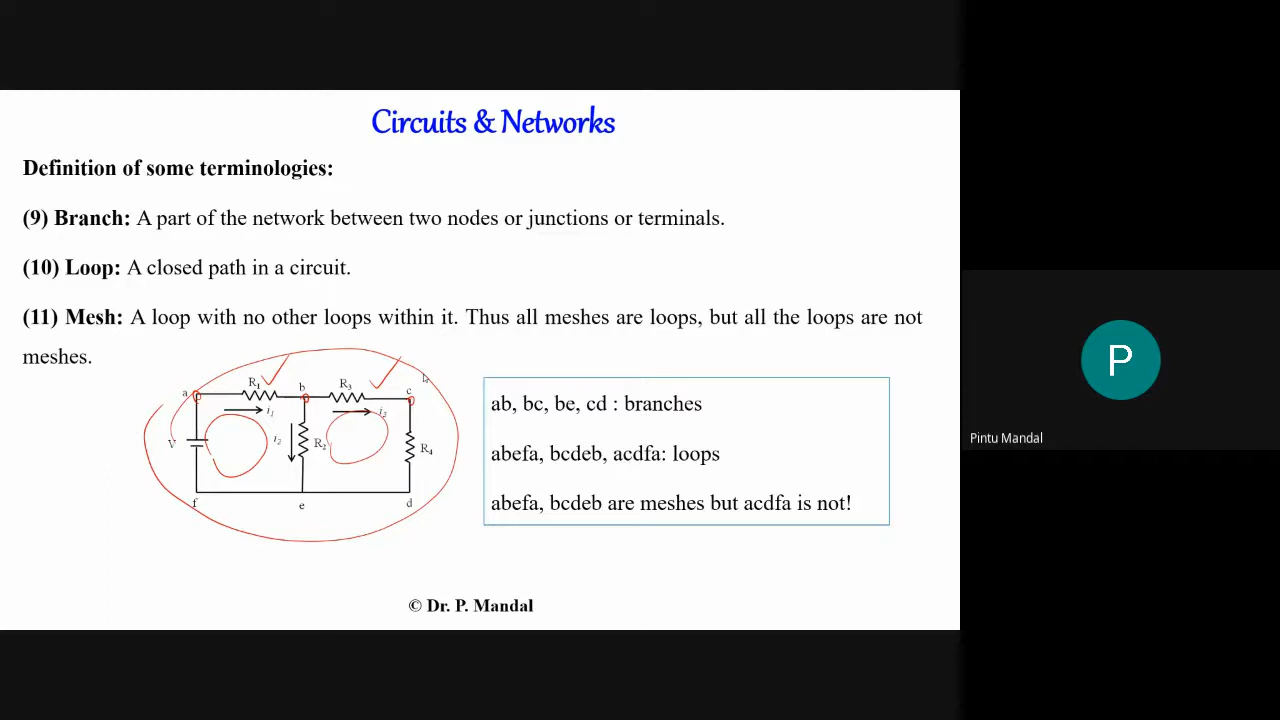 Circuits & Networks
Definition of some terminologies:
(9) Branch: A part of the network between two nodes or junctions or terminals.
(10) Loop: A closed path in a circuit.
(11) Mesh: A loop with no other loops within it. Thus all meshes are loops, but all the loops are not
meshes.
R₁ b R₃ c
a
i₁ i₃
V i₂ R₂ R₄
f e d
ab, bc, be, cd : branches
abefa, bcdeb, acdfa: loops
abefa, bcdeb are meshes but acdfa is not!
© Dr. P. Mandal
P
Pintu Mandal